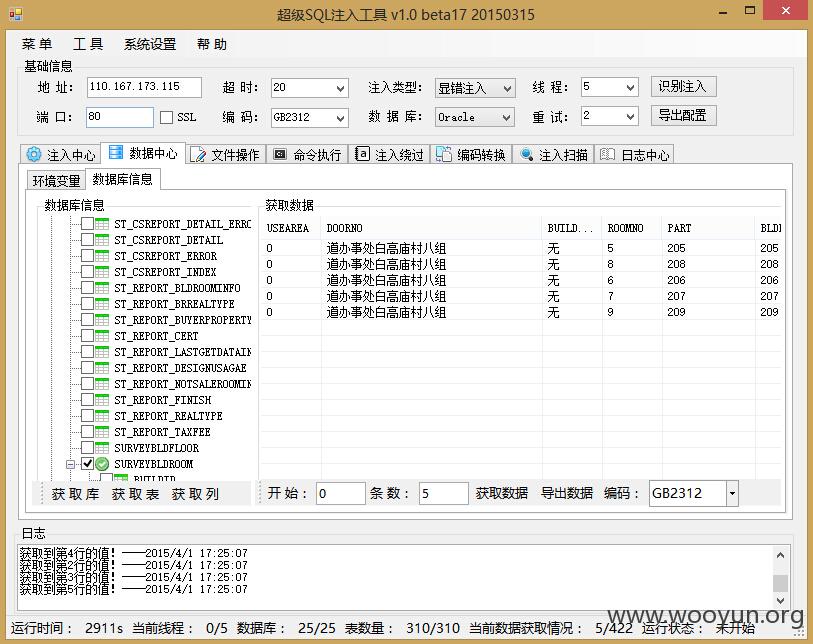 超级SQL注入工具 v1.0 beta17 20150315
菜单 工具 系统设置 帮助
基础信息
地址: 110.167.173.115 超时: 20 注入类型: 显错注入 线程: 5 识别注入
端口: 80 SSL 编码: GB2312 数据库: Oracle 重试: 2 导出配置
注入中心 数据中心 文件操作 命令执行 注入绕过 编码转换 注入扫描 日志中心
环境变量 数据库信息
数据库信息 获取数据
USEAREA DOORNO BUILD... ROOMNO PART
ST_CSREPORT_DETAIL_ERRO
ST_CSREPORT_DETAIL
ST_CSREPORT_ERROR
ST_CSREPORT_INDEX
ST_REPORT_BLDROOMINFO
ST_REPORT_BRREALTYPE
ST_REPORT_BUYERPROPERTY
ST_REPORT_CERT
ST_REPORT_LASTGETDATAIN
ST_REPORT_DESIGNUSAGAE
ST_REPORT_NOTSALEROOMIN
ST_REPORT_FINISH
ST_REPORT_REALTYPE
ST_REPORT_TAXFEE
SURVEYBLDFLOOR
SURVEYBLDROOM
BUILDID
0 道办事处白高庙村八组 无 5 205 205
0 道办事处白高庙村八组 无 8 208 208
0 道办事处白高庙村八组 无 6 206 206
0 道办事处白高庙村八组 无 7 207 207
0 道办事处白高庙村八组 无 9 209 209
获取库 获取表 获取列 开始: 0 条数: 5 获取数据 导出数据 编码: GB2312
日志
获取到第4行的值! ----2015/4/1 17:25:07
获取到第2行的值! ----2015/4/1 17:25:07
获取到第3行的值! ----2015/4/1 17:25:07
获取到第5行的值! ----2015/4/1 17:25:07
www.wooyun.org
运行时间: 2911s 当前线程: 0/5 数据库: 25/25 表数量: 310/310 当前数据获取情况: 5/422 运行状态: 未开始